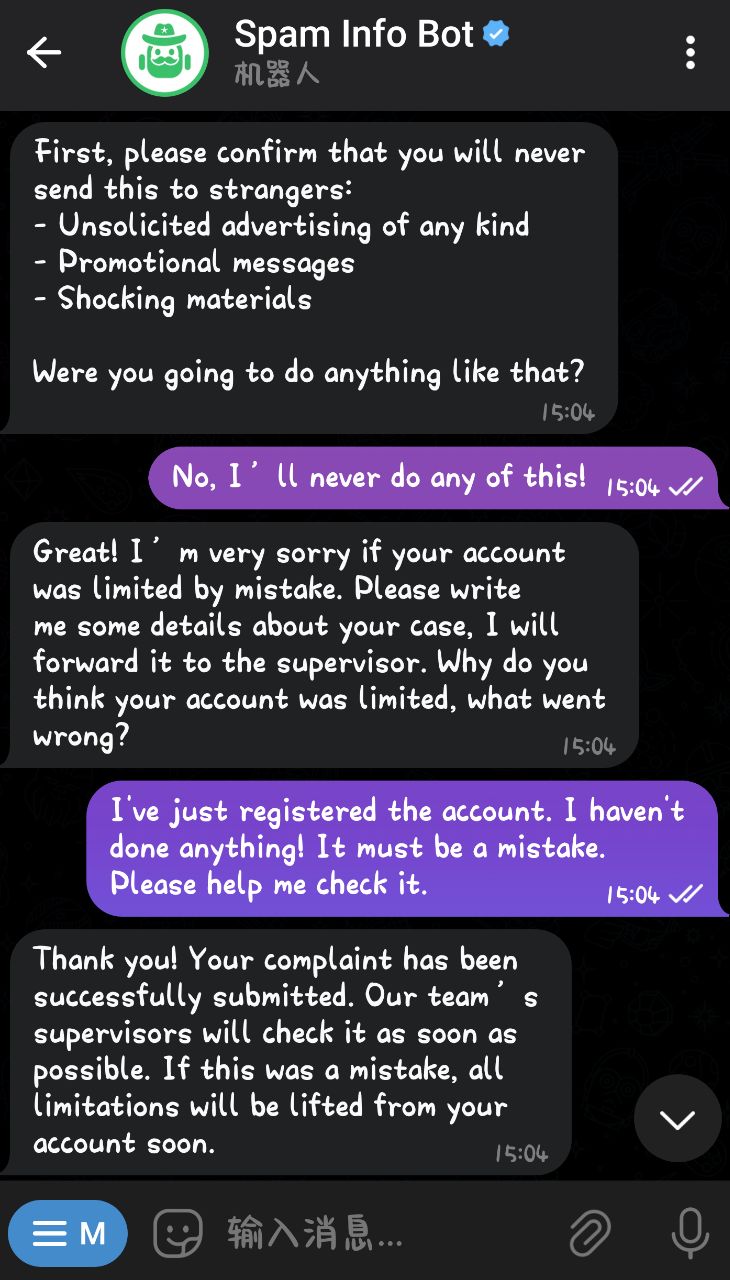 Spam Info Bot
机器人
First, please confirm that you will never
send this to strangers:
- Unsolicited advertising of any kind
- Promotional messages
- Shocking materials
Were you going to do anything like that?
15:04
No, I’ll never do any of this!
15:04
Great! I’m very sorry if your account
was limited by mistake. Please write
me some details about your case, I will
forward it to the supervisor. Why do you
think your account was limited, what went
wrong?
15:04
I've just registered the account. I haven't
done anything! It must be a mistake.
Please help me check it.
15:04
Thank you! Your complaint has been
successfully submitted. Our team’s
supervisors will check it as soon as
possible. If this was a mistake, all
limitations will be lifted from your
account soon.
15:04
M
输入消息...